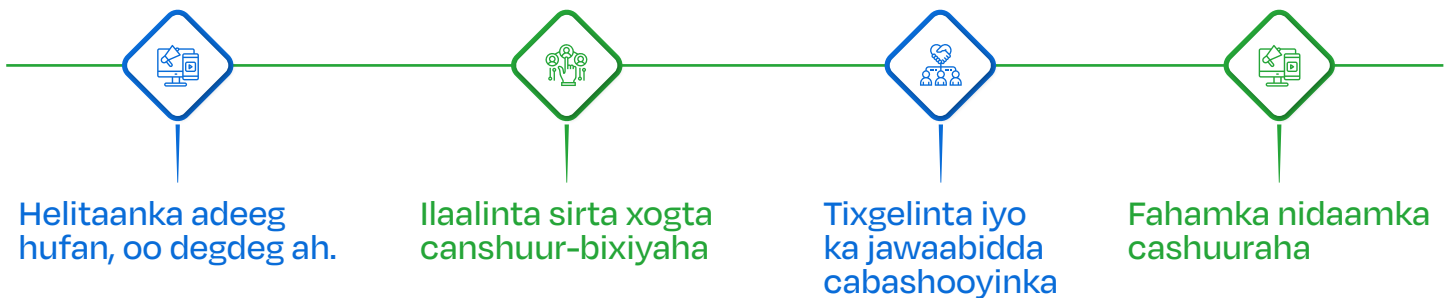 Helitaanka adeeg
hufan, oo degdeg ah.
Ilaalinta sirta xogta
canshuur-bixiyaha
Tixgelinta iyo
ka jawaabidda
cabashooyinka
Fahamka nidaamka
cashuuraha